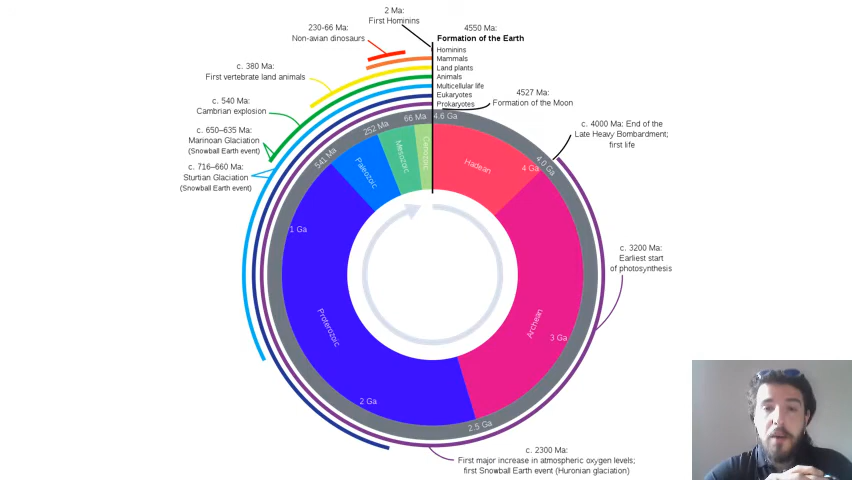 2 Ma:
First Hominins
230-66 Ma:
Non-avian dinosaurs
4550 Ma:
Formation of the Earth
Hominins
Mammals
Land plants
Animals
Multicellular life
Eukaryotes
Prokaryotes
c. 380 Ma:
First vertebrate land animals
4527 Ma:
Formation of the Moon
c. 540 Ma:
Cambrian explosion
c. 4000 Ma: End of the
Late Heavy Bombardment;
first life
c. 650–635 Ma:
Marinoan Glaciation
(Snowball Earth event)
c. 716–660 Ma:
Sturtian Glaciation
(Snowball Earth event)
541 Ma
252 Ma
66 Ma
4.6 Ga
4.0 Ga
Paleozoic
Mesozoic
Cenozoic
Hadean
4 Ga
1 Ga
c. 3200 Ma:
Earliest start
of photosynthesis
Proterozoic
Archean
3 Ga
2 Ga
2.5 Ga
c. 2300 Ma:
First major increase in atmospheric oxygen levels;
first Snowball Earth event (Huronian glaciation)